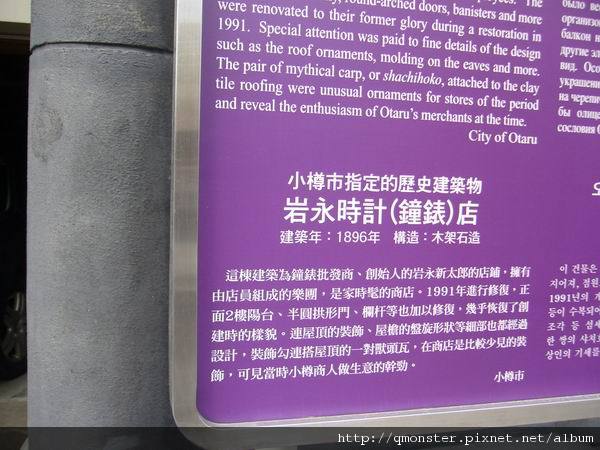 were renovated to their former glory during a restoration in
1991. Special attention was paid to fine details of the design
such as the roof ornaments, molding on the eaves and more.
The pair of mythical carp, or shachihoko, attached to the clay
tile roofing were unusual ornaments for stores of the period
and reveal the enthusiasm of Otaru's merchants at the time.
City of Otaru
小樽市指定的歷史建築物
岩永時計(鐘錶)店
建築年：1896年 構造：木架石造
這棟建築為鐘錶批發商、創始人的岩永新太郎的店鋪，擁有
由店員組成的樂團，是家時髦的商店。1991年進行修復，正
面2樓陽台、半圓拱形門、欄杆等也加以修復，幾乎恢復了創
建時的樣貌。連屋頂的裝飾、屋檐的盤旋形狀等細部也都經過
設計，裝飾勾連搭屋頂的一對獸頭瓦，在商店是比較少見的裝
飾，可見當時小樽商人做生意的幹勁。
小樽市
이 건물은
1991년의
http://qmonster.pixnet.net/album